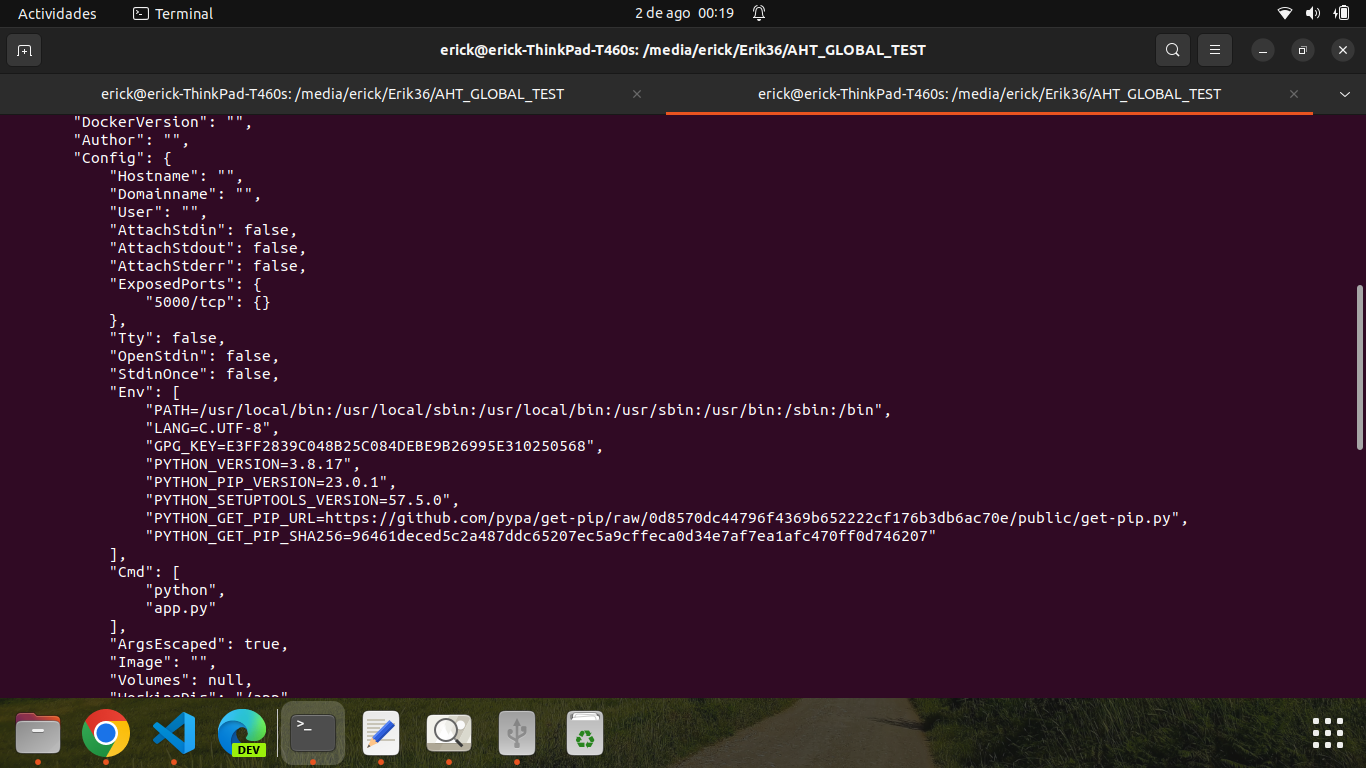 Actividades
Terminal
2 de ago 00:19
erick@erick-ThinkPad-T460s: /media/erick/Erik36/AHT_GLOBAL_TEST
erick@erick-ThinkPad-T460s: /media/erick/Erik36/AHT_GLOBAL_TEST
erick@erick-ThinkPad-T460s: /media/erick/Erik36/AHT_GLOBAL_TEST
"DockerVersion": "",
"Author": "",
"Config": {
"Hostname": "",
"Domainname": "",
"User": "",
"AttachStdin": false,
"AttachStdout": false,
"AttachStderr": false,
"ExposedPorts": {
"5000/tcp": {}
},
"Tty": false,
"OpenStdin": false,
"StdinOnce": false,
"Env": [
"PATH=/usr/local/bin:/usr/local/sbin:/usr/local/bin:/usr/sbin:/usr/bin:/sbin:/bin",
"LANG=C.UTF-8",
"GPG_KEY=E3FF2839C048B25C084DEBE9B26995E310250568",
"PYTHON_VERSION=3.8.17",
"PYTHON_PIP_VERSION=23.0.1",
"PYTHON_SETUPTOOLS_VERSION=57.5.0",
"PYTHON_GET_PIP_URL=https://github.com/pypa/get-pip/raw/0d8570dc44796f4369b652222cf176b3db6ac70e/public/get-pip.py",
"PYTHON_GET_PIP_SHA256=96461deced5c2a487ddc65207ec5a9cffeca0d34e7af7ea1afc470ff0d746207"
],
"Cmd": [
"python",
"app.py"
],
"ArgsEscaped": true,
"Image": "",
"Volumes": null,
"WorkingDir": "/app",
>_
DEV